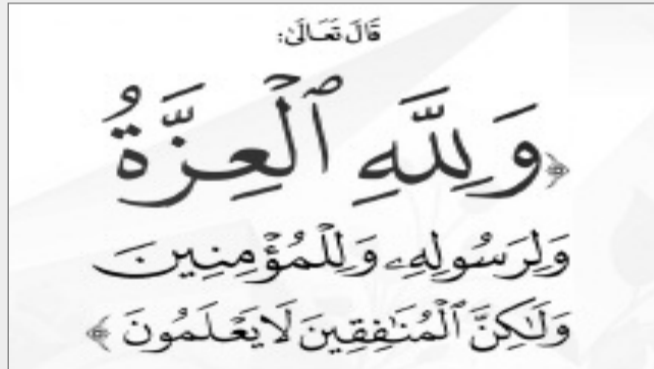 قَالَ تَعَالَىٰ:
﴿وَلِلَّهِ ٱلْعِزَّةُ
وَلِرَسُولِهِۦ وَلِلْمُؤْمِنِينَ
وَلَٰكِنَّ ٱلْمُنَٰفِقِينَ لَا يَعْلَمُونَ﴾